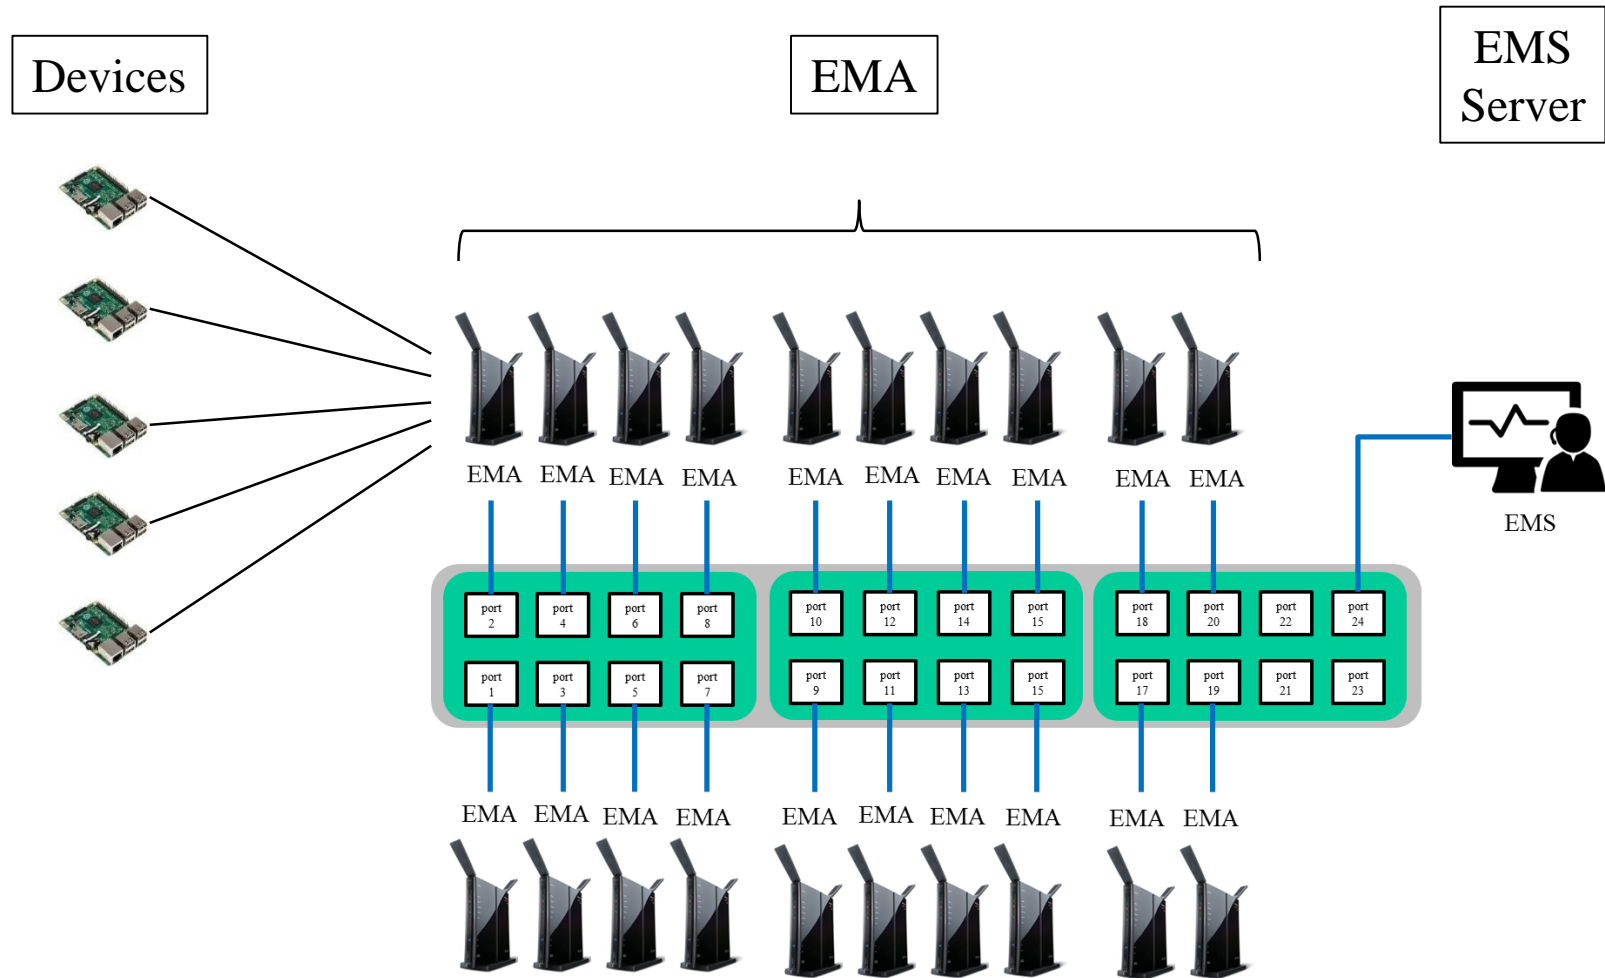 Devices
EMA
EMS
Server
EMA EMA EMA EMA EMA EMA EMA EMA EMA EMA
EMS
port
2
port
4
port
6
port
8
port
10
port
12
port
14
port
15
port
18
port
20
port
22
port
24
port
1
port
3
port
5
port
7
port
9
port
11
port
13
port
15
port
17
port
19
port
21
port
23
EMA EMA EMA EMA EMA EMA EMA EMA EMA EMA